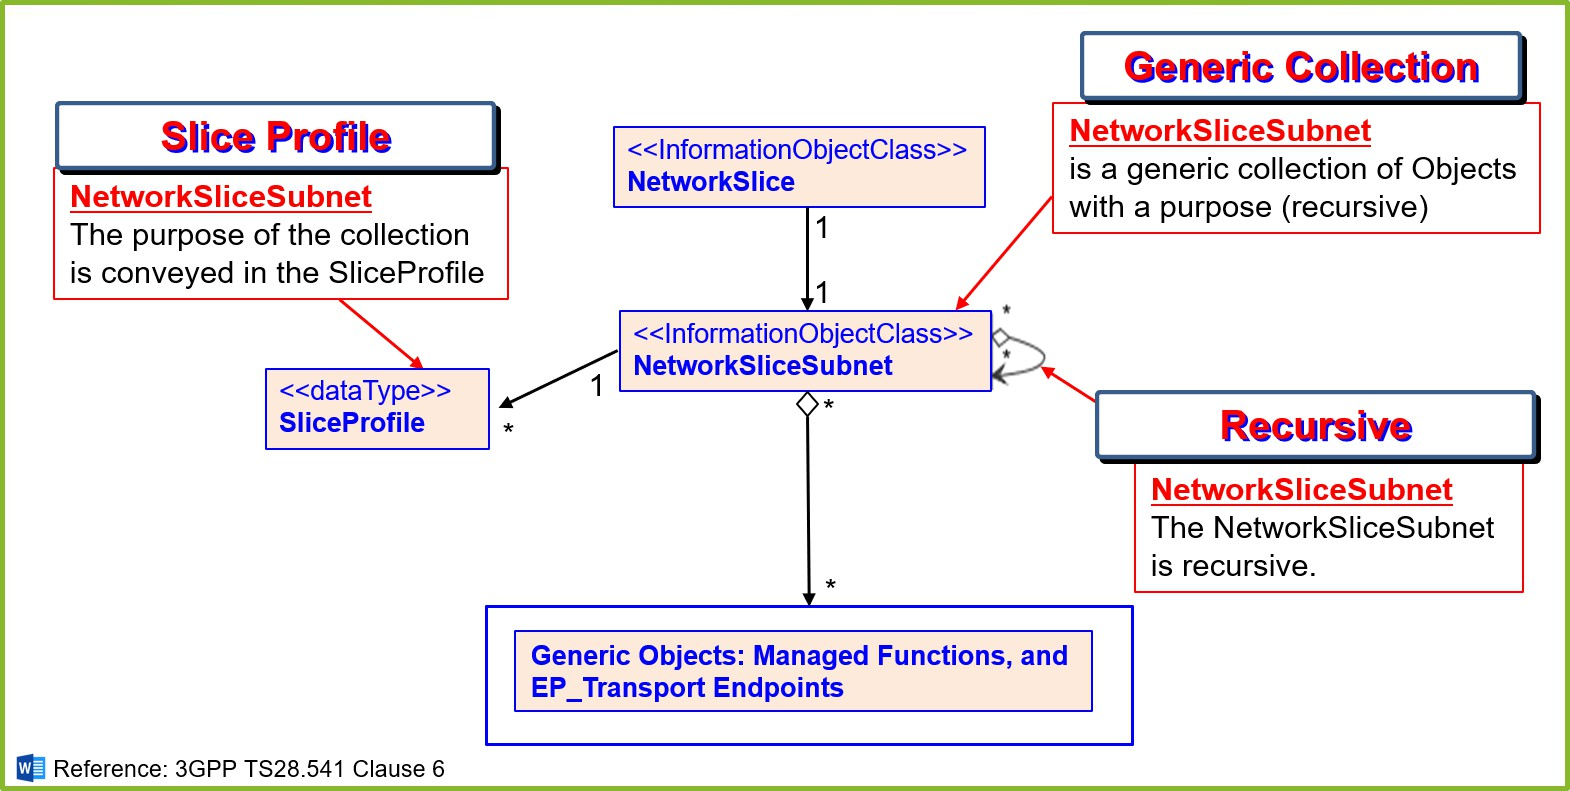 Generic Collection
NetworkSliceSubnet
is a generic collection of Objects
with a purpose (recursive)
Slice Profile
NetworkSliceSubnet
The purpose of the collection
is conveyed in the SliceProfile
<<InformationObjectClass>>
NetworkSlice
1
1
<<InformationObjectClass>>
NetworkSliceSubnet
*
*
1
*
<<dataType>>
SliceProfile
*
*
Recursive
NetworkSliceSubnet
The NetworkSliceSubnet
is recursive.
Generic Objects: Managed Functions, and
EP_Transport Endpoints
W
Reference: 3GPP TS28.541 Clause 6